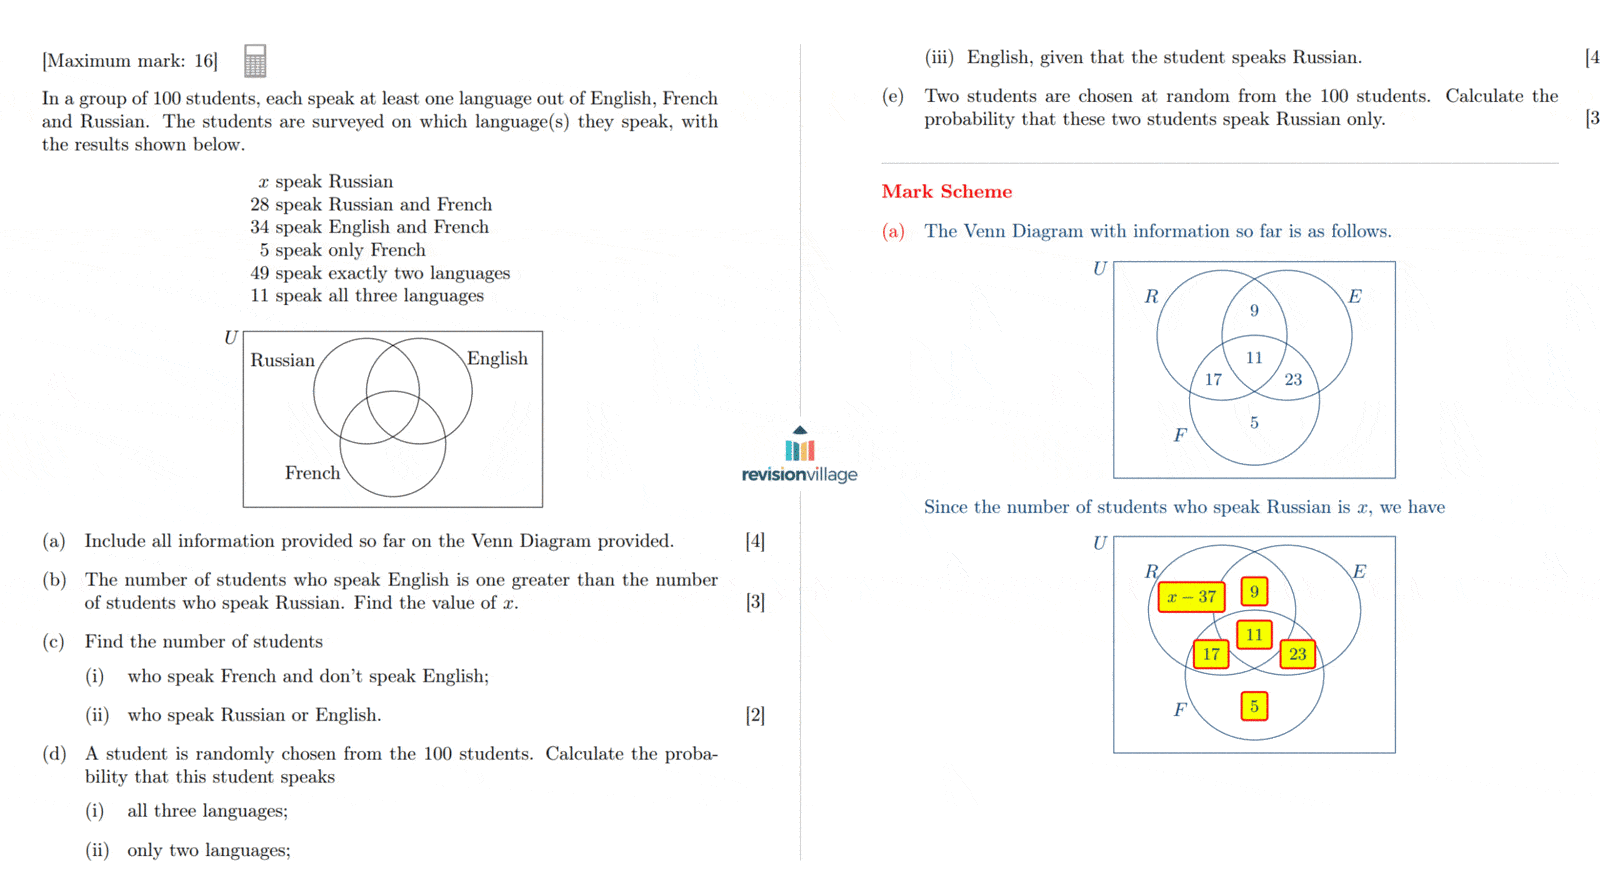 [Maximum mark: 16]
In a group of 100 students, each speak at least one language out of English, French
and Russian. The students are surveyed on which language(s) they speak, with
the results shown below.
x speak Russian
28 speak Russian and French
34 speak English and French
5 speak only French
49 speak exactly two languages
11 speak all three languages
U
Russian
English
French
(a) Include all information provided so far on the Venn Diagram provided. [4]
(b) The number of students who speak English is one greater than the number
of students who speak Russian. Find the value of x. [3]
(c) Find the number of students
(i) who speak French and don't speak English;
(ii) who speak Russian or English. [2]
(d) A student is randomly chosen from the 100 students. Calculate the proba-
bility that this student speaks
(i) all three languages;
(ii) only two languages;
revisionvillage
(iii) English, given that the student speaks Russian. [4
(e) Two students are chosen at random from the 100 students. Calculate the
probability that these two students speak Russian only. [3
Mark Scheme
(a) The Venn Diagram with information so far is as follows.
U
R
E
9
11
17
23
5
F
Since the number of students who speak Russian is x, we have
U
R
E
x − 37
9
11
17
23
F
5